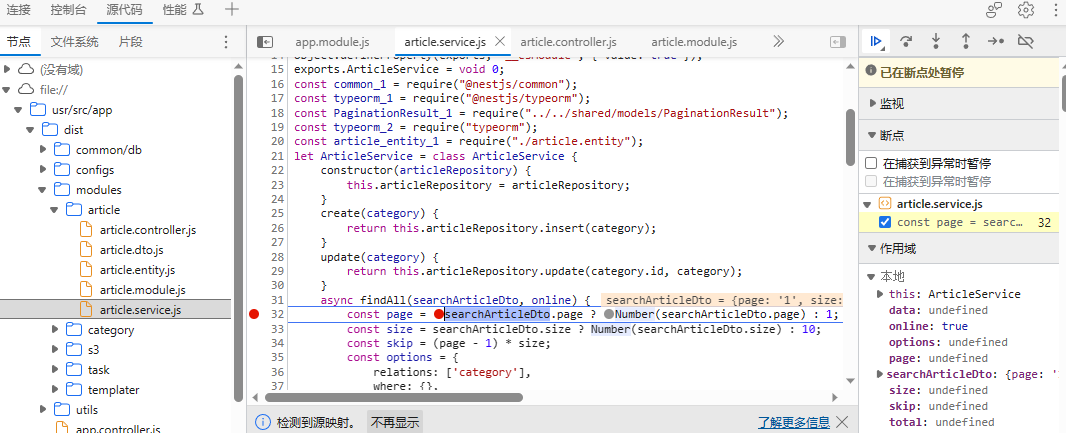 连接 控制台 源代码 性能
节点 文件系统 片段
(没有域)
file://
usr/src/app
dist
common/db
configs
modules
article
article.controller.js
article.dto.js
article.entity.js
article.module.js
article.service.js
category
s3
task
templater
utils
app.controller.js
app.module.js article.service.js article.controller.js article.module.js
15 exports.ArticleService = void 0;
16 const common_1 = require("@nestjs/common");
17 const typeorm_1 = require("@nestjs/typeorm");
18 const PaginationResult_1 = require("../../shared/models/PaginationResult");
19 const typeorm_2 = require("typeorm");
20 const article_entity_1 = require("./article.entity");
21 let ArticleService = class ArticleService {
22 constructor(articleRepository) {
23 this.articleRepository = articleRepository;
24 }
25 create(category) {
26 return this.articleRepository.insert(category);
27 }
28 update(category) {
29 return this.articleRepository.update(category.id, category);
30 }
31 async findAll(searchArticleDto, online) { searchArticleDto = {page: '1', size:
32 const page = searchArticleDto.page ? Number(searchArticleDto.page) : 1;
33 const size = searchArticleDto.size ? Number(searchArticleDto.size) : 10;
34 const skip = (page - 1) * size;
35 const options = {
36 relations: ['category'],
37 where: {},
检测到源映射。 不再显示 了解更多信息
已在断点处暂停
监视
断点
在捕获到异常时暂停
在捕获到异常时暂停
article.service.js
const page = searc… 32
作用域
本地
this: ArticleService
data: undefined
online: true
options: undefined
page: undefined
searchArticleDto: {page: '
size: undefined
skip: undefined
total: undefined